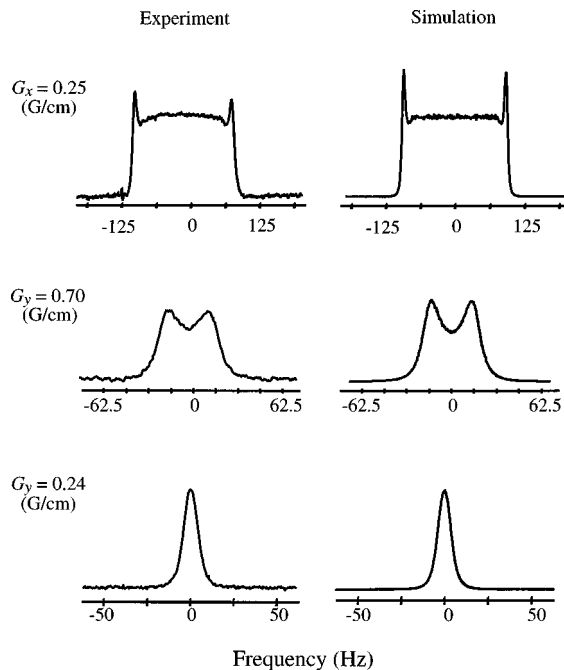 Experiment Simulation
Gx = 0.25
(G/cm)
-125 0 125 -125 0 125
Gy = 0.70
(G/cm)
-62.5 0 62.5 -62.5 0 62.5
Gy = 0.24
(G/cm)
-50 0 50 -50 0 50
Frequency (Hz)